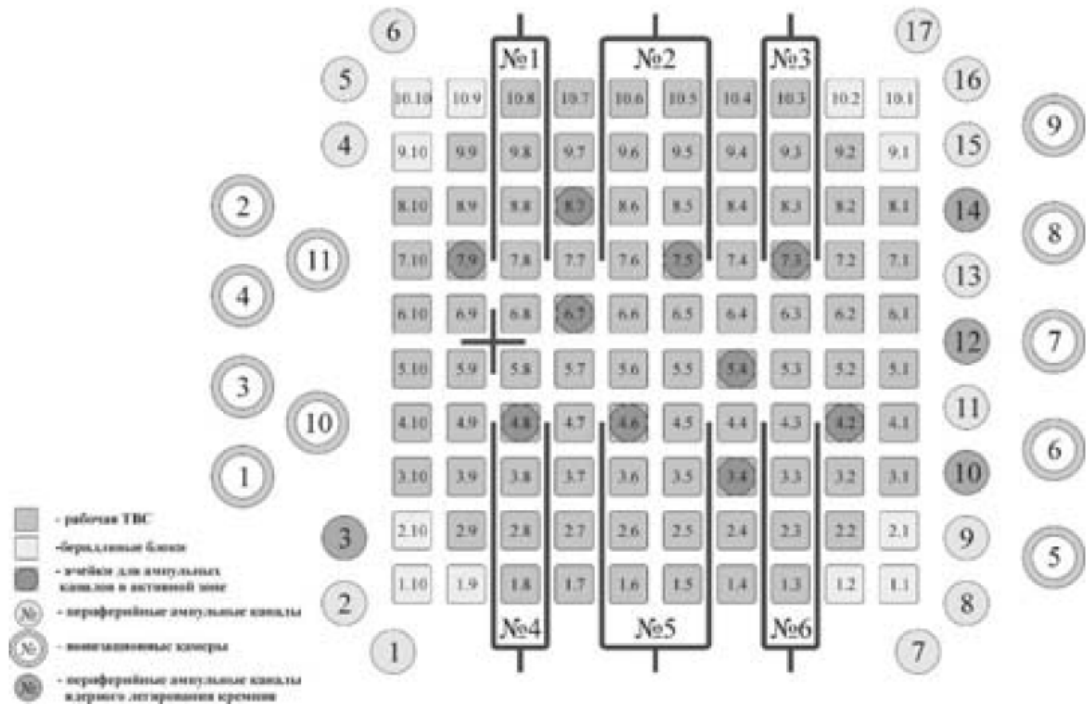 6 17
№1 №2 №3
5 16
10.10 10.9 10.8 10.7 10.6 10.5 10.4 10.3 10.2 10.1
9
4 15
9.10 9.9 9.8 9.7 9.6 9.5 9.4 9.3 9.2 9.1
2 14
8.10 8.9 8.8 8.7 8.6 8.5 8.4 8.3 8.2 8.1
8
11 13
7.10 7.9 7.8 7.7 7.6 7.5 7.4 7.3 7.2 7.1
4
6.10 6.9 6.8 6.7 6.6 6.5 6.4 6.3 6.2 6.1
12 7
3
5.10 5.9 5.8 5.7 5.6 5.5 5.4 5.3 5.2 5.1
11
10
4.10 4.9 4.8 4.7 4.6 4.5 4.4 4.3 4.2 4.1
6
1 10
3.10 3.9 3.8 3.7 3.6 3.5 3.4 3.3 3.2 3.1
- рабочая ТВС
3 9
2.10 2.9 2.8 2.7 2.6 2.5 2.4 2.3 2.2 2.1
-бериллиевые блоки
5
- ячейки для ампульных
каналов в активной зоне
1.10 1.9 1.8 1.7 1.6 1.5 1.4 1.3 1.2 1.1
2 8
№ - периферийные ампульные каналы
№4 №5 №6
1 7
№ - ионизационные камеры
№ - периферийные ампульные каналы
ядерного легирования кремния